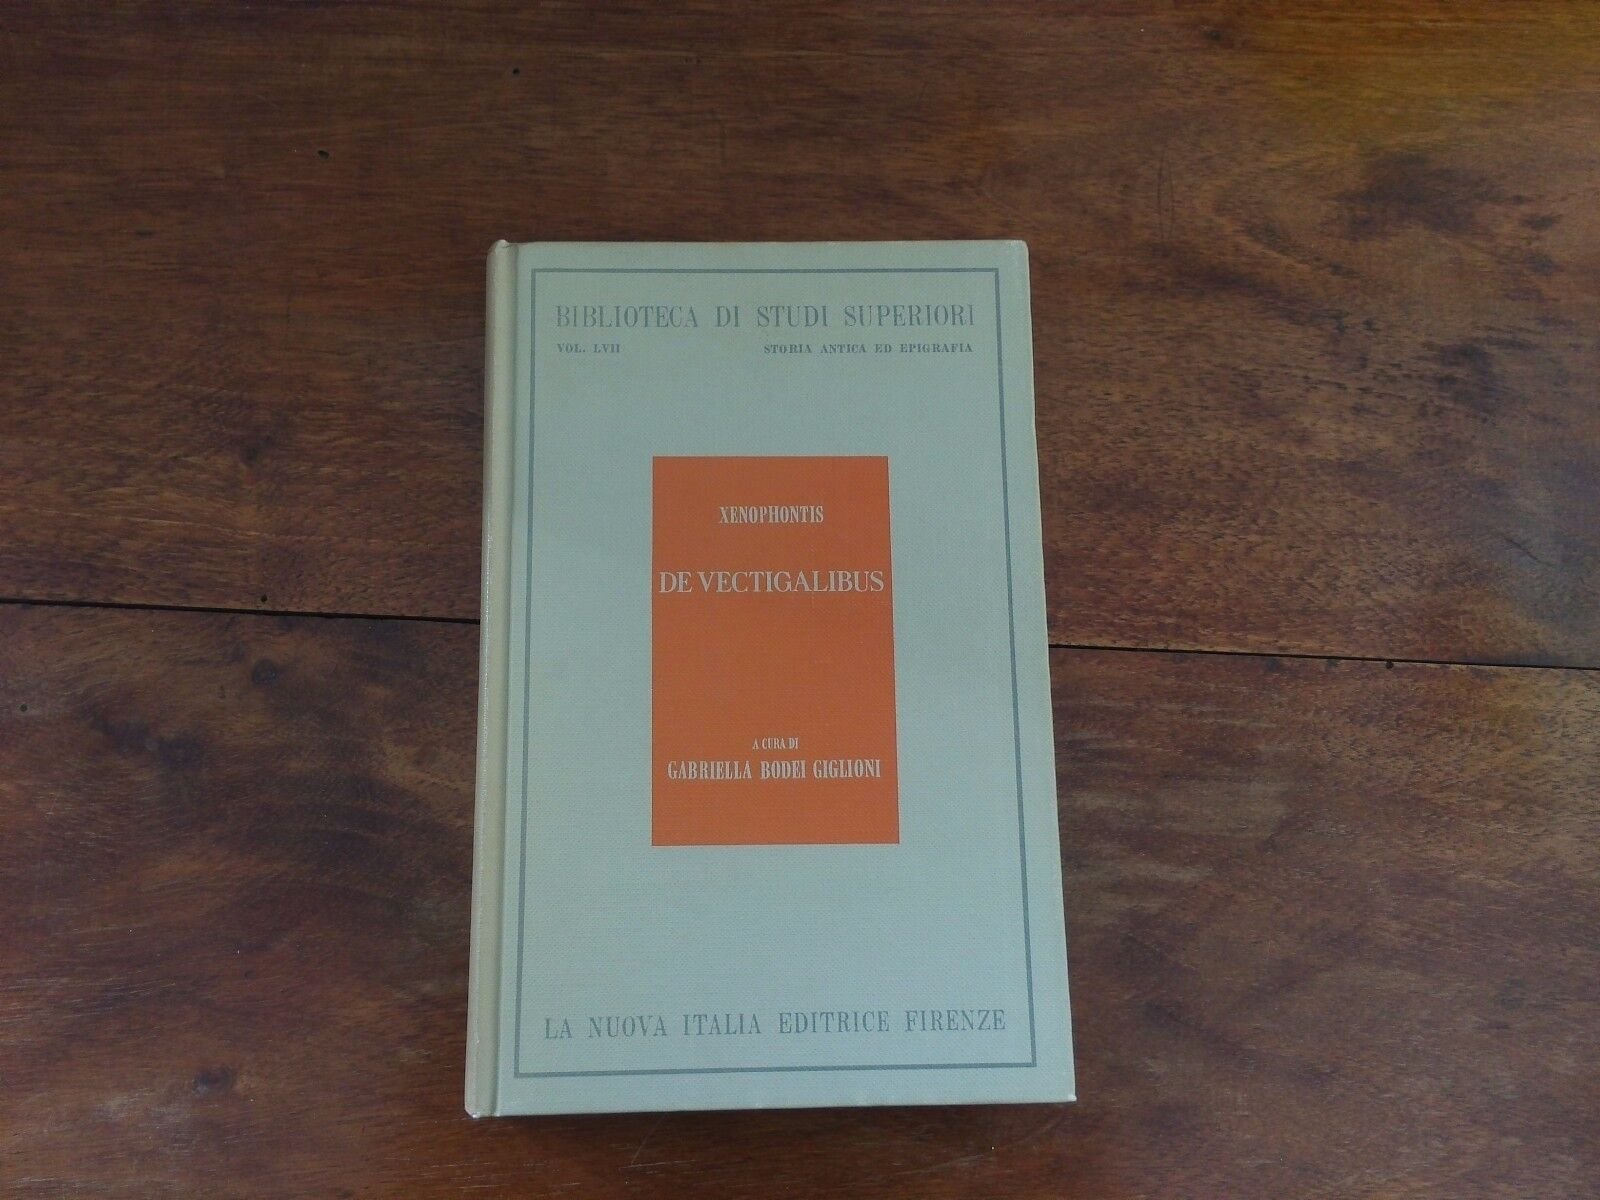 BIBLIOTECA DI STUDI SUPERIORI
VOL. LVII STORIA ANTICA ED EPIGRAFIA
XENOPHONTIS
DE VECTIGALIBUS
A CURA DI
GABRIELLA BODEI GIGLIONI
LA NUOVA ITALIA EDITRICE FIRENZE